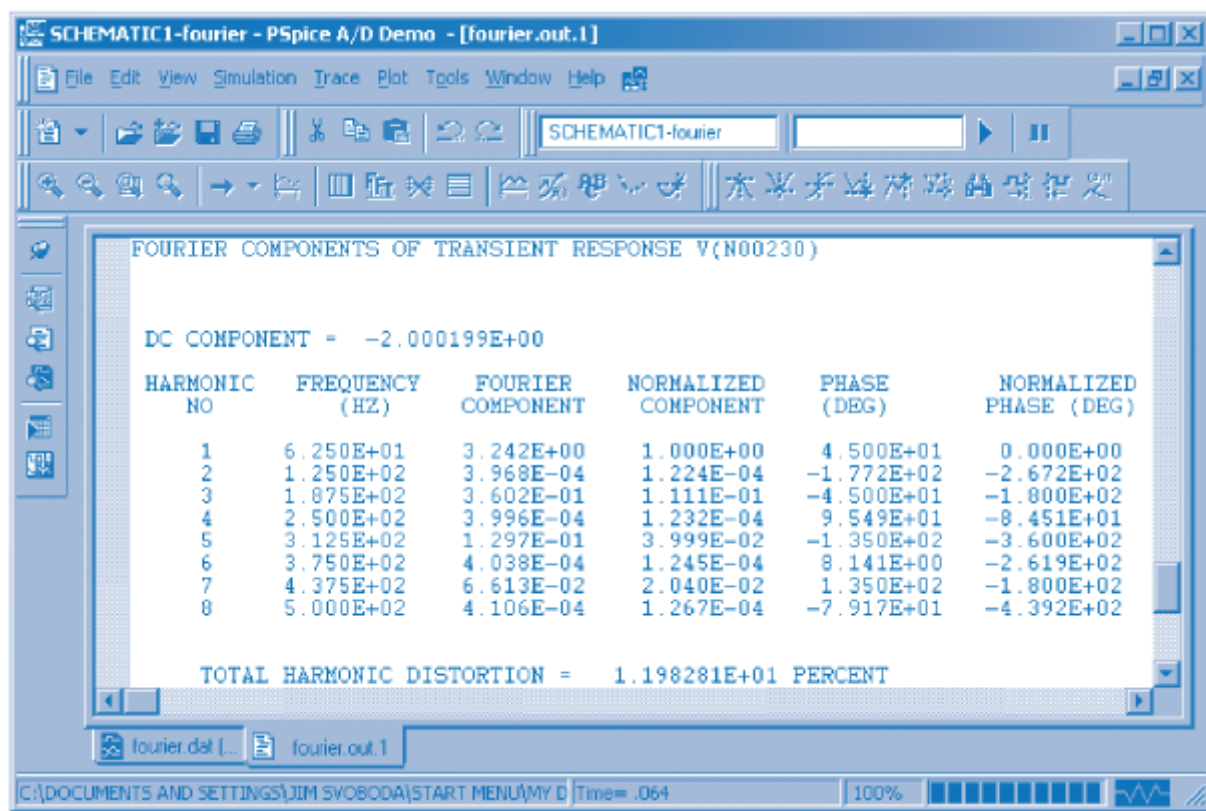 SCHEMATIC1-fourier - PSpice A/D Demo - [fourier.out.1]
File Edit View Simulation Trace Plot Tools Window Help
SCHEMATIC1-fourier
FOURIER COMPONENTS OF TRANSIENT RESPONSE V(N00230)
DC COMPONENT = -2.000199E+00
HARMONIC FREQUENCY FOURIER NORMALIZED PHASE NORMALIZED
NO (HZ) COMPONENT COMPONENT (DEG) PHASE (DEG)
1 6.250E+01 3.242E+00 1.000E+00 4.500E+01 0.000E+00
2 1.250E+02 3.968E-04 1.224E-04 -1.772E+02 -2.672E+02
3 1.875E+02 3.602E-01 1.111E-01 -4.500E+01 -1.800E+02
4 2.500E+02 3.996E-04 1.232E-04 9.549E+01 -8.451E+01
5 3.125E+02 1.297E-01 3.999E-02 -1.350E+02 -3.600E+02
6 3.750E+02 4.038E-04 1.245E-04 8.141E+00 -2.619E+02
7 4.375E+02 6.613E-02 2.040E-02 1.350E+02 -1.800E+02
8 5.000E+02 4.106E-04 1.267E-04 -7.917E+01 -4.392E+02
TOTAL HARMONIC DISTORTION = 1.198281E+01 PERCENT
fourier.dat (... fourier.out.1
C:\DOCUMENTS AND SETTINGS\JIM SVOBODA\START MENU\MY D Time= .064 100%